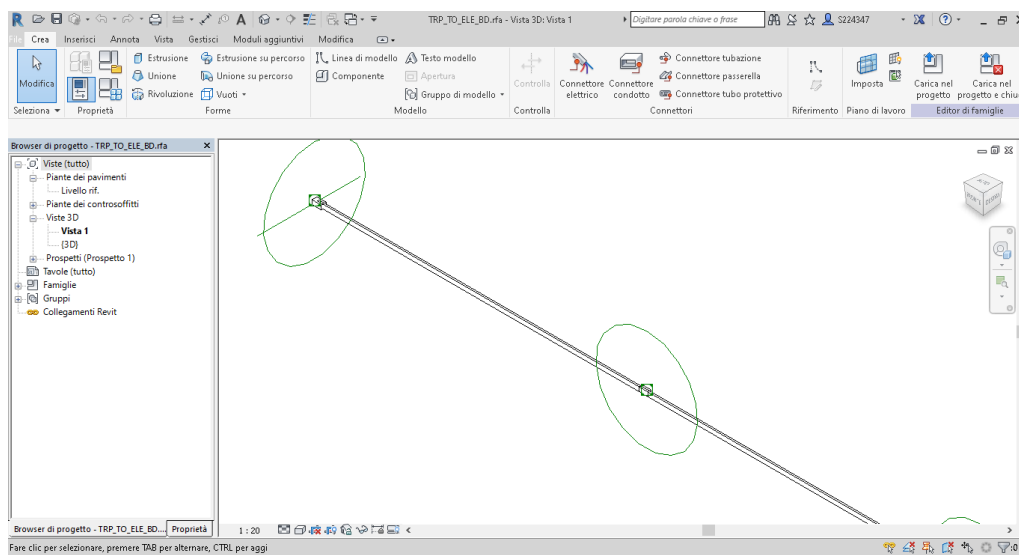 TRP_TO_ELE_BD.rfa - Vista 3D: Vista 1
Digitare parola chiave o frase
S224347
File Crea Inserisci Annota Vista Gestisci Moduli aggiuntivi Modifica
Modifica
Estrusione
Estrusione su percorso
Unione
Unione su percorso
Rivoluzione
Vuoti
Linea di modello
Testo modello
Componente
Apertura
Gruppo di modello
Controlla
Connettore elettrico
Connettore condotto
Connettore tubazione
Connettore passerella
Connettore tubo protettivo
Imposta
Carica nel progetto
Carica nel progetto e chiu
Seleziona
Proprietà
Forme
Modello
Controlla
Connettori
Riferimento
Piano di lavoro
Editor di famiglie
Browser di progetto - TRP_TO_ELE_BD.rfa
Viste (tutto)
Piante dei pavimenti
Livello rif.
Piante dei controsoffitti
Viste 3D
Vista 1
{3D}
Prospetti (Prospetto 1)
Tavole (tutto)
Famiglie
Gruppi
Collegamenti Revit
Browser di progetto - TRP_TO_ELE_BD....
Proprietà
1 : 20
Fare clic per selezionare, premere TAB per alternare, CTRL per aggi
:0